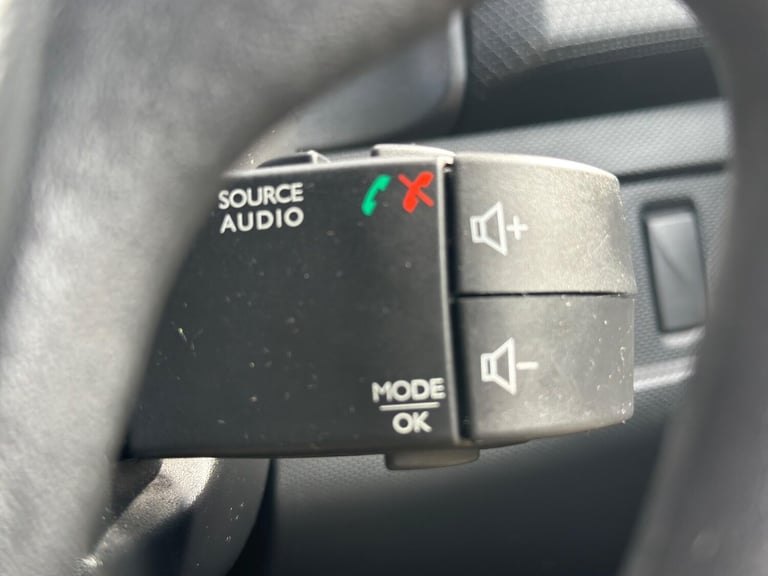 SOURCE
AUDIO
+
-
MODE
OK